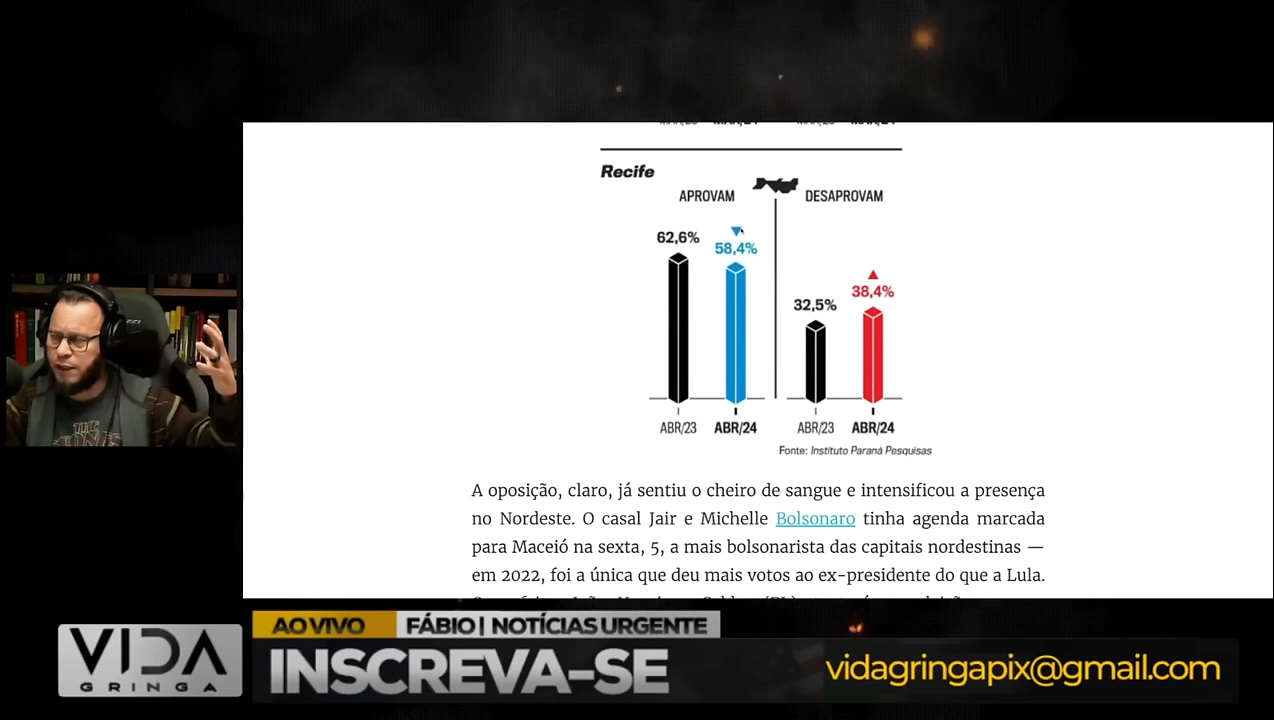 Recife
APROVAM DESAPROVAM
62,6% 58,4% 32,5% 38,4%
ABR/23 ABR/24 ABR/23 ABR/24
Fonte: Instituto Paraná Pesquisas
A oposição, claro, já sentiu o cheiro de sangue e intensificou a presença
no Nordeste. O casal Jair e Michelle Bolsonaro tinha agenda marcada
para Maceió na sexta, 5, a mais bolsonarista das capitais nordestinas —
em 2022, foi a única que deu mais votos ao ex-presidente do que a Lula.
AO VIVO FÁBIO | NOTÍCIAS URGENTE
VIDA
GRINGA
INSCREVA-SE
vidagringapix@gmail.com